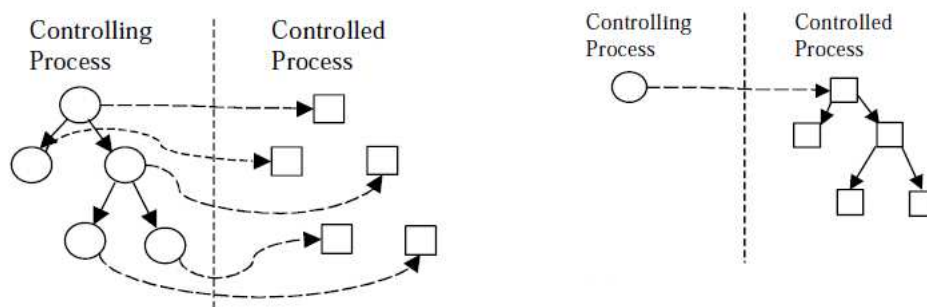 Controlling
Process
Controlled
Process
Controlling
Process
Controlled
Process